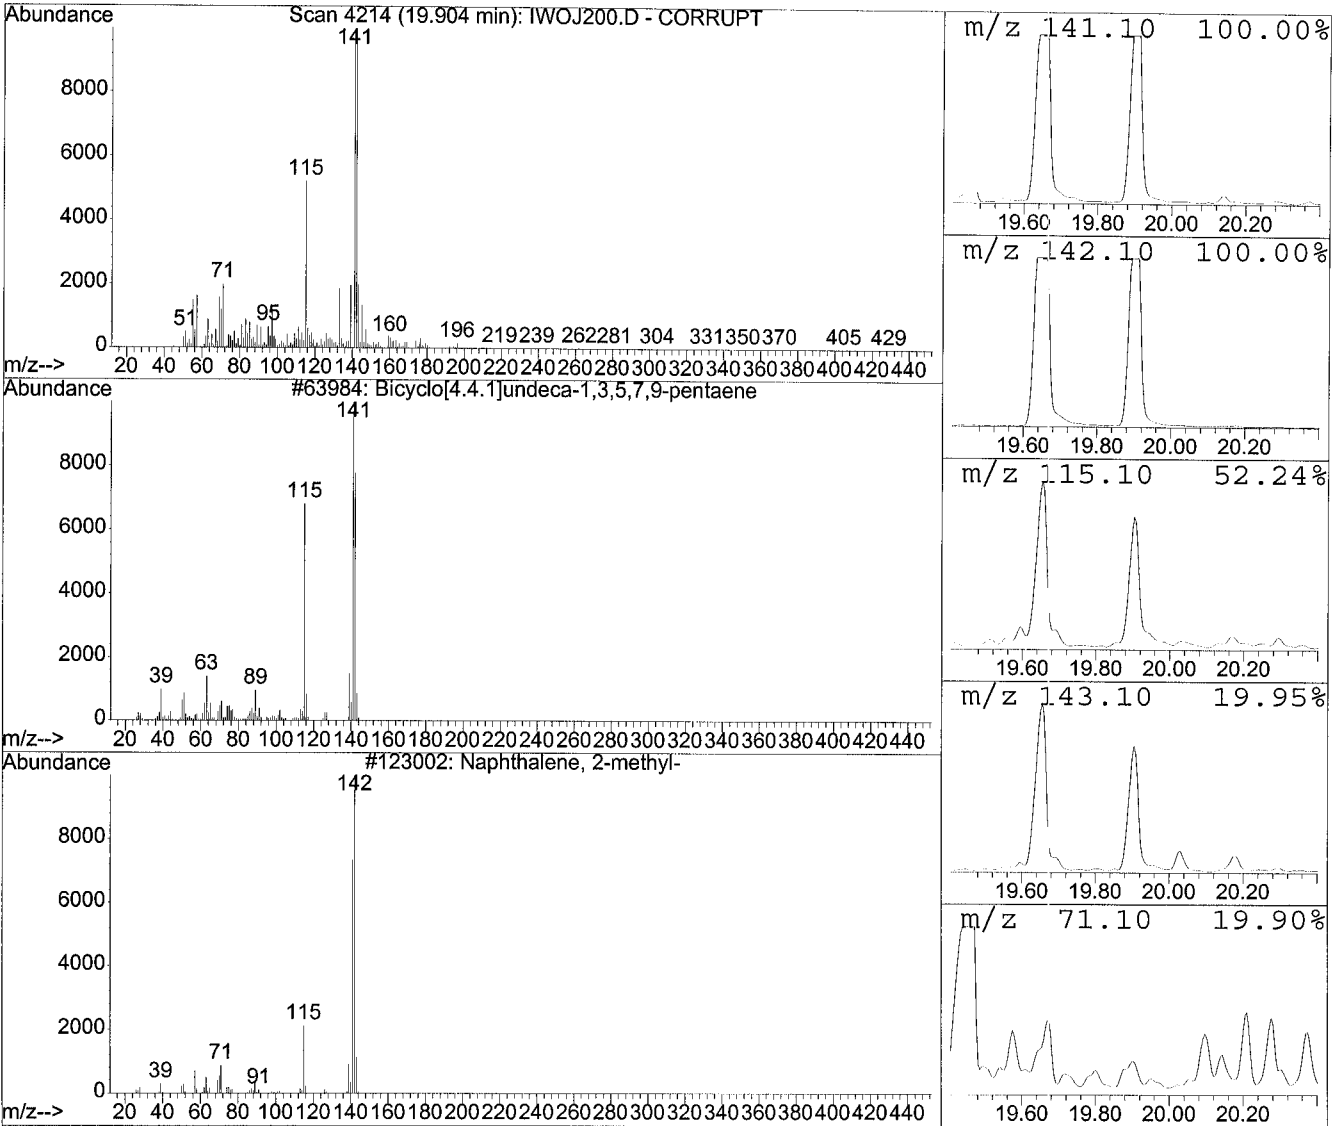 Abundance
Scan 4214 (19.904 min): IWOJ200.D - CORRUPT
141
8000
6000
115
4000
2000
71
51
95
160
196 219 239 262 281 304 331 350 370 405 429
0
20 40 60 80 100 120 140 160 180 200 220 240 260 280 300 320 340 360 380 400 420 440
m/z-->
Abundance
#63984: Bicyclo[4.4.1]undeca-1,3,5,7,9-pentaene
141
8000
115
6000
4000
2000
39
63
89
0
20 40 60 80 100 120 140 160 180 200 220 240 260 280 300 320 340 360 380 400 420 440
m/z-->
Abundance
#123002: Naphthalene, 2-methyl-
142
8000
6000
4000
115
2000
39
71
91
0
20 40 60 80 100 120 140 160 180 200 220 240 260 280 300 320 340 360 380 400 420 440
m/z-->
m/z 141.10 100.00%
19.60 19.80 20.00 20.20
m/z 142.10 100.00%
19.60 19.80 20.00 20.20
m/z 115.10 52.24%
19.60 19.80 20.00 20.20
m/z 143.10 19.95%
19.60 19.80 20.00 20.20
m/z 71.10 19.90%
19.60 19.80 20.00 20.20